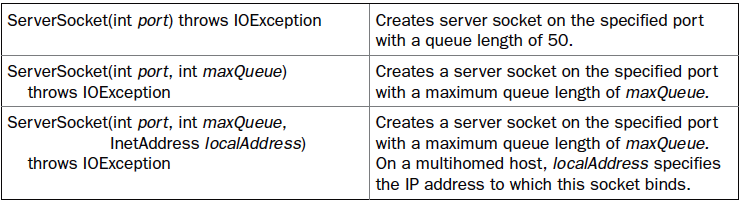 ServerSocket(int port) throws IOException
Creates server socket on the specified port
with a queue length of 50.
ServerSocket(int port, int maxQueue)
throws IOException
Creates a server socket on the specified port
with a maximum queue length of maxQueue.
ServerSocket(int port, int maxQueue,
InetAddress localAddress)
throws IOException
Creates a server socket on the specified port
with a maximum queue length of maxQueue.
On a multihomed host, localAddress specifies
the IP address to which this socket binds.